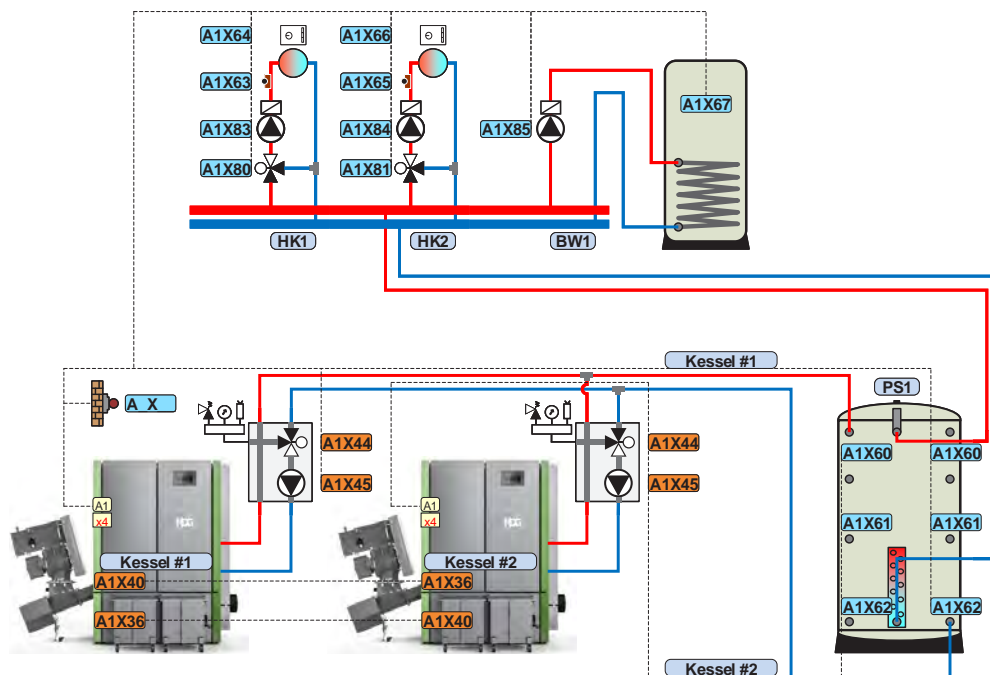 A1X64
A1X66
A1X63
A1X65
A1X67
A1X83
A1X84
A1X85
A1X80
A1X81
HK1
HK2
BW1
Kessel #1
PS1
A X
A1X44
A1X44
A1X60
A1X60
A1X45
A1X45
A1
x4
A1
x4
HDG
HDG
A1X61
A1X61
Kessel #1
Kessel #2
A1X40
A1X36
A1X62
A1X62
A1X36
A1X40
Kessel #2